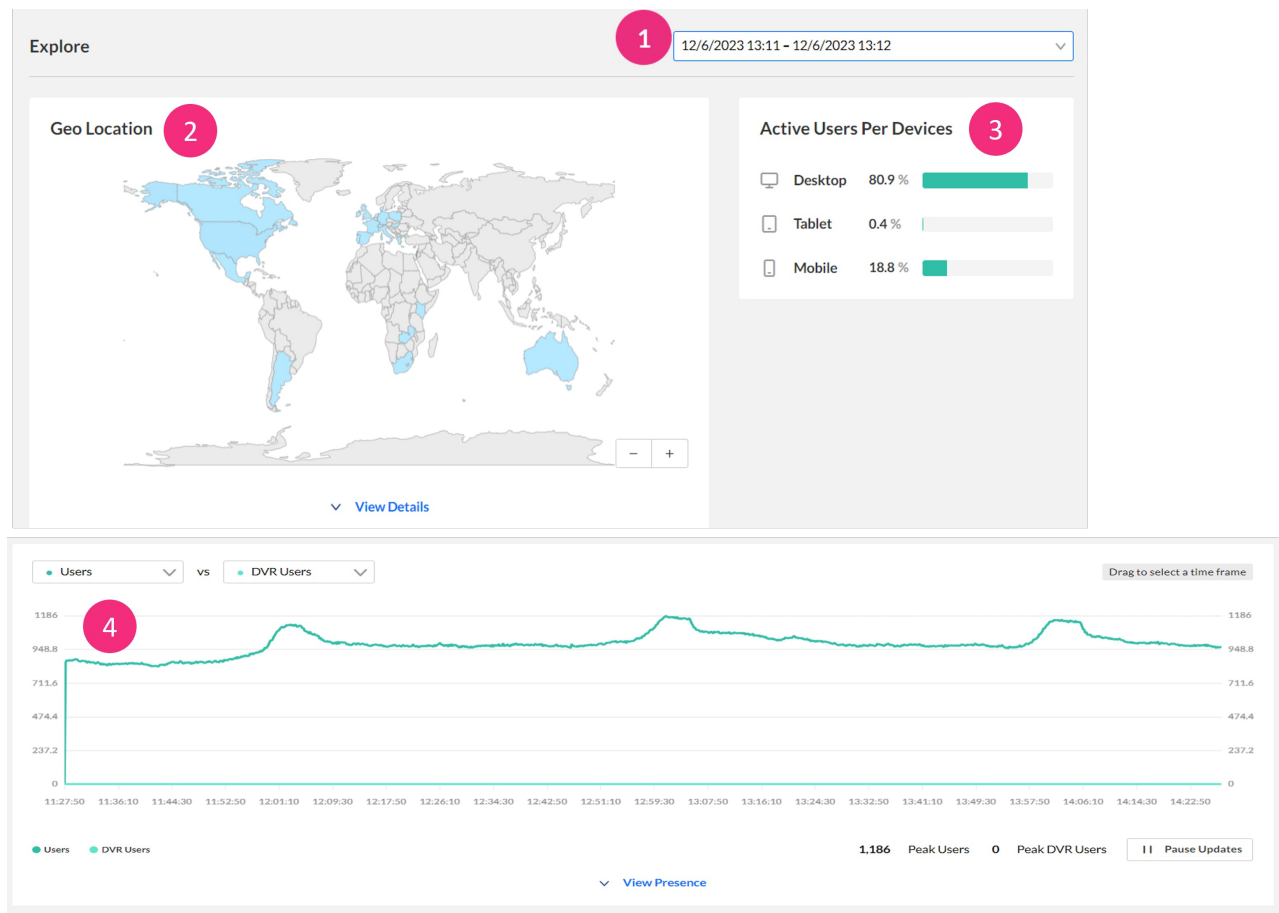 Explore
1
12/6/2023 13:11 – 12/6/2023 13:12
Geo Location
2
− +
View Details
Active Users Per Devices
3
Desktop 80.9 %
Tablet 0.4 %
Mobile 18.8 %
Users vs DVR Users
Drag to select a time frame
4
1186 1186
948.8 948.8
711.6 711.6
474.4 474.4
237.2 237.2
0 0
11:27:50 11:36:10 11:44:30 11:52:50 12:01:10 12:09:30 12:17:50 12:26:10 12:34:30 12:42:50 12:51:10 12:59:30 13:07:50 13:16:10 13:24:30 13:32:50 13:41:10 13:49:30 13:57:50 14:06:10 14:14:30 14:22:50
Users DVR Users
1,186 Peak Users 0 Peak DVR Users Pause Updates
View Presence